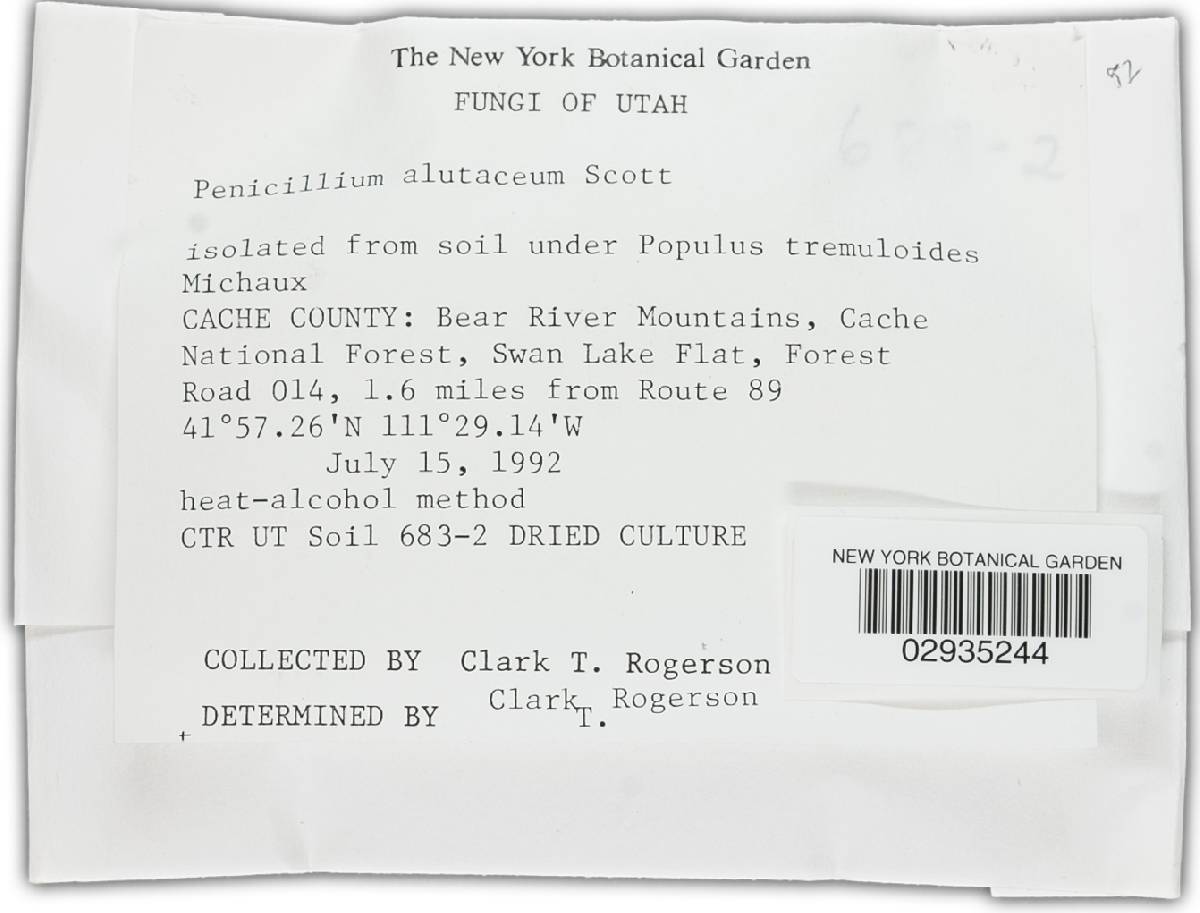 The New York Botanical Garden
FUNGI OF UTAH
82
Penicillium alutaceum Scott
isolated from soil under Populus tremuloides
Michaux
CACHE COUNTY: Bear River Mountains, Cache
National Forest, Swan Lake Flat, Forest
Road 014, 1.6 miles from Route 89
41°57.26'N 111°29.14'W
July 15, 1992
heat-alcohol method
CTR UT Soil 683-2 DRIED CULTURE
NEW YORK BOTANICAL GARDEN
02935244
COLLECTED BY Clark T. Rogerson
DETERMINED BY Clark T. Rogerson